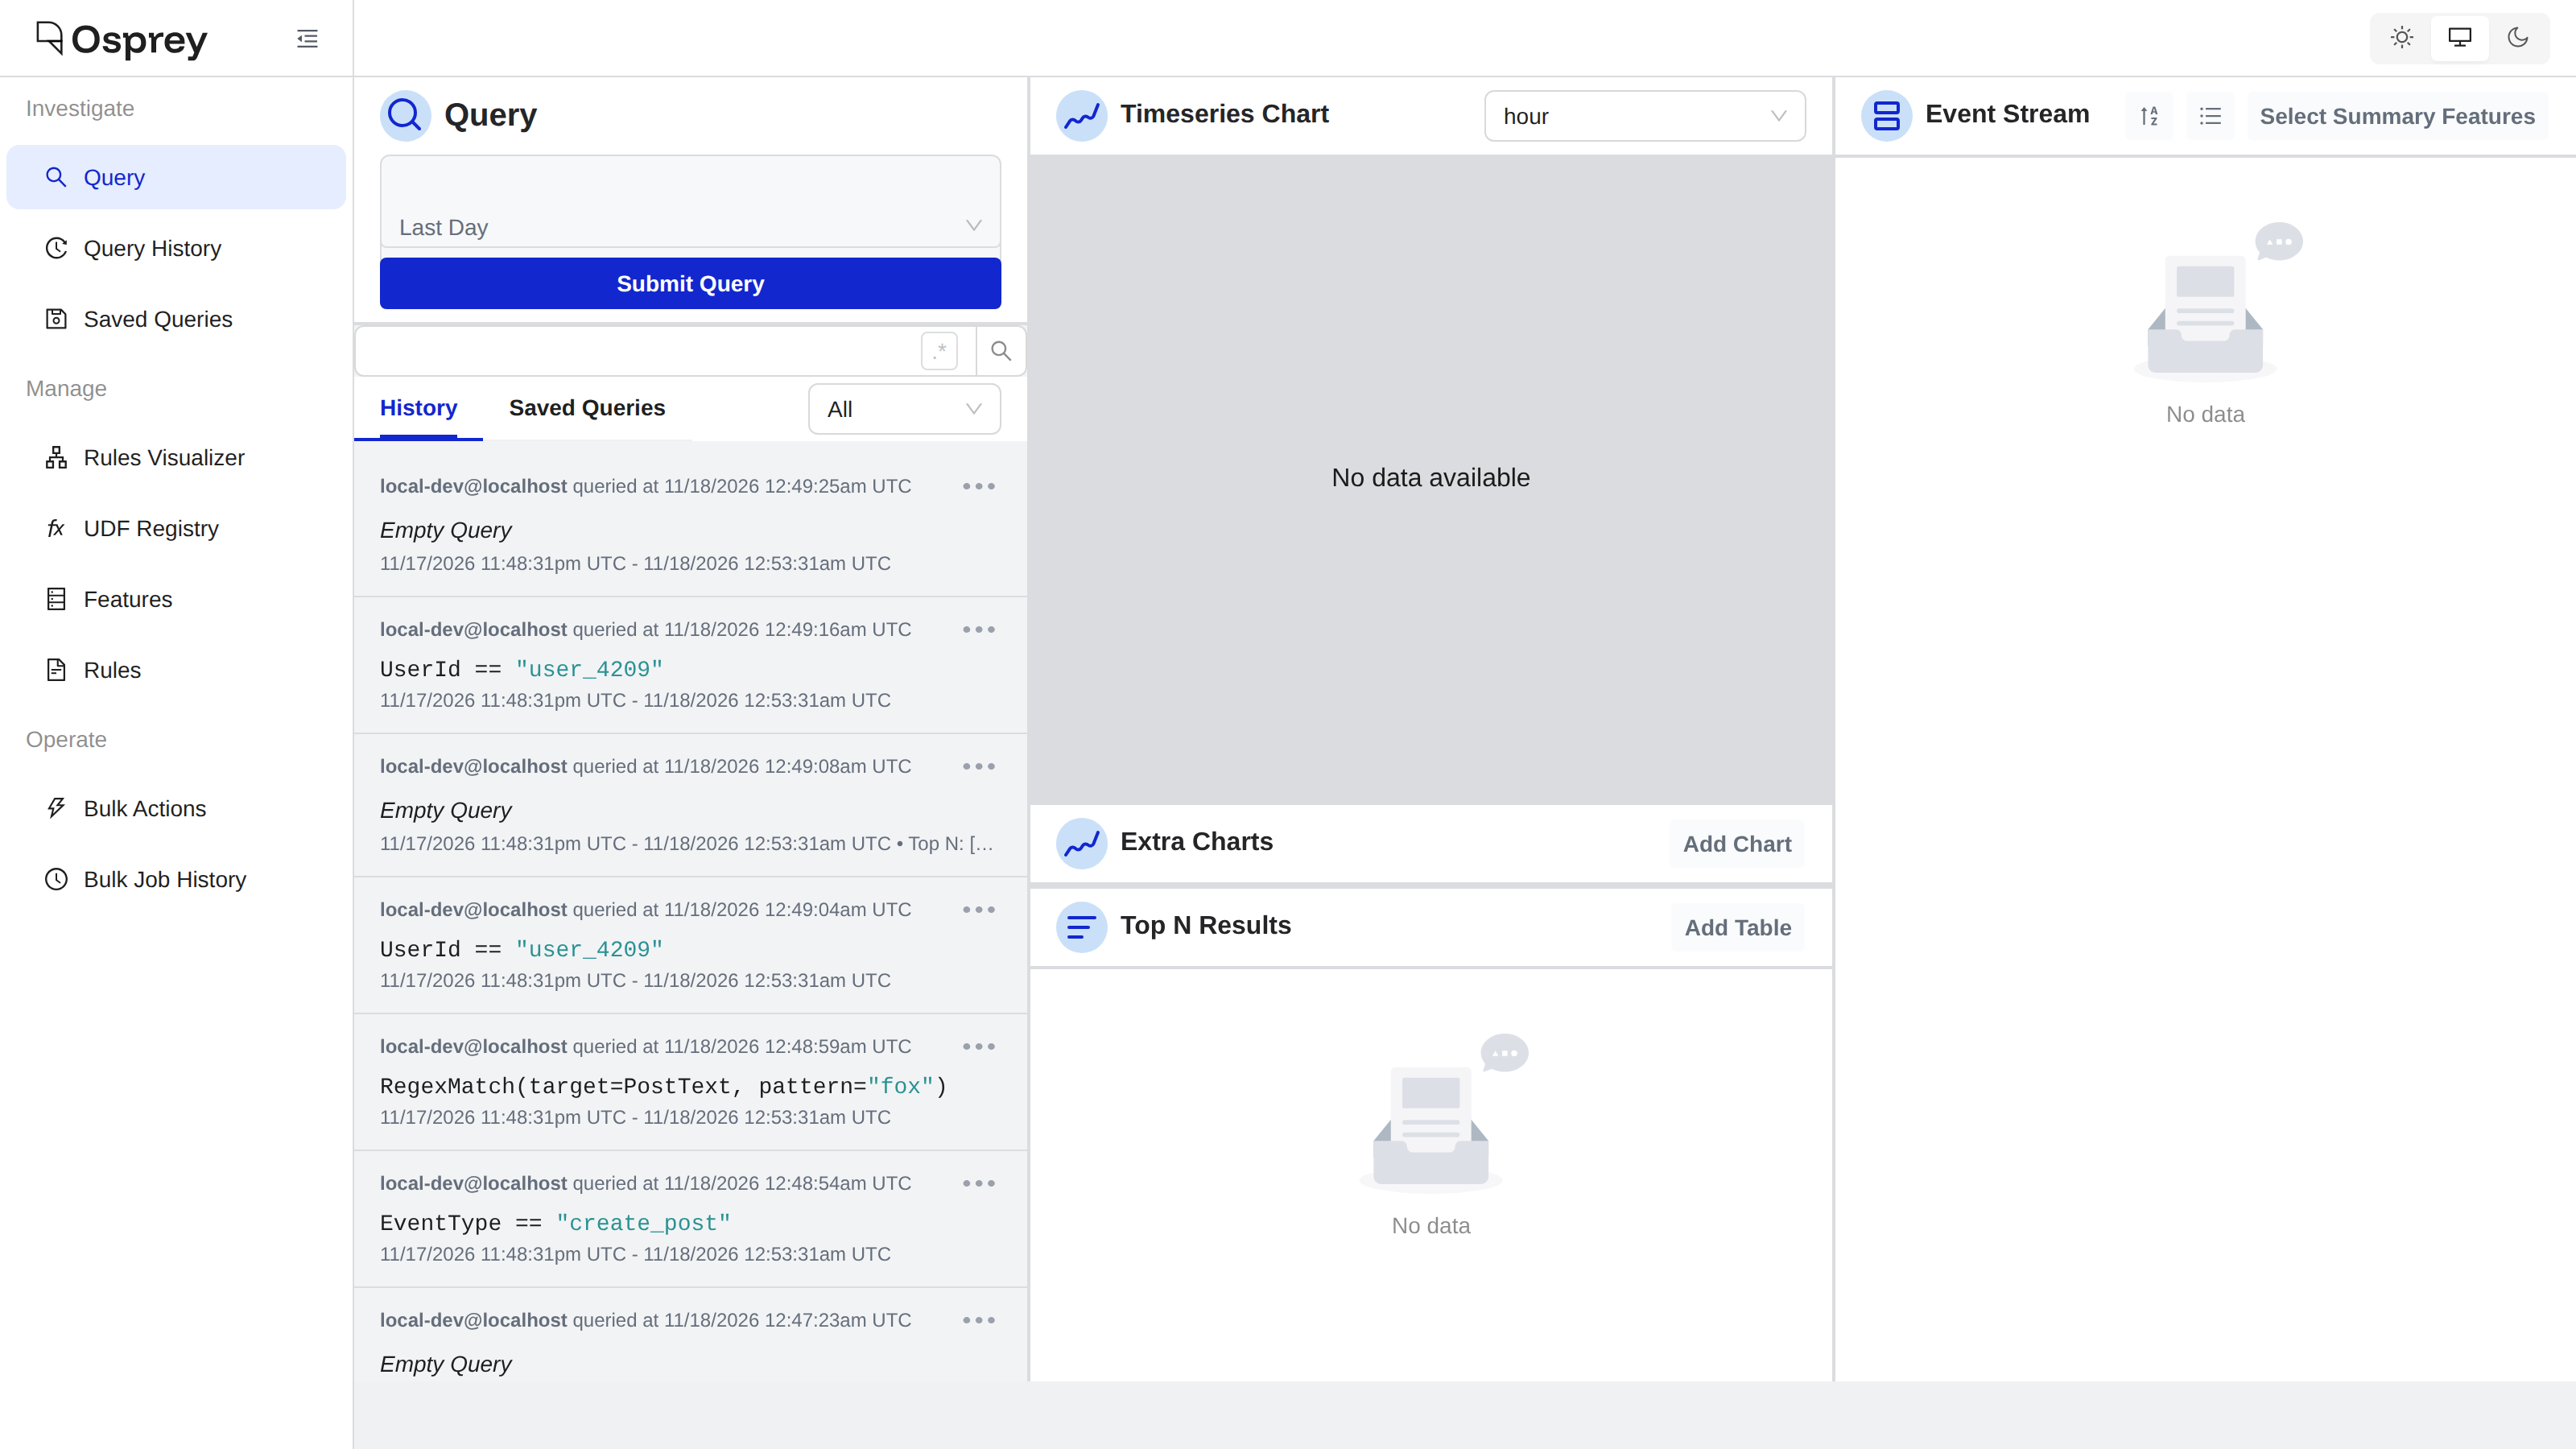 Osprey
Investigate
Query
Query History
Saved Queries
Manage
Rules Visualizer
fx UDF Registry
Features
Rules
Operate
Bulk Actions
Bulk Job History
Query
Last Day
Submit Query
.*
History
Saved Queries
All
local-dev@localhost queried at 11/18/2026 12:49:25am UTC
Empty Query
11/17/2026 11:48:31pm UTC - 11/18/2026 12:53:31am UTC
local-dev@localhost queried at 11/18/2026 12:49:16am UTC
UserId == "user_4209"
11/17/2026 11:48:31pm UTC - 11/18/2026 12:53:31am UTC
local-dev@localhost queried at 11/18/2026 12:49:08am UTC
Empty Query
11/17/2026 11:48:31pm UTC - 11/18/2026 12:53:31am UTC • Top N: [...
local-dev@localhost queried at 11/18/2026 12:49:04am UTC
UserId == "user_4209"
11/17/2026 11:48:31pm UTC - 11/18/2026 12:53:31am UTC
local-dev@localhost queried at 11/18/2026 12:48:59am UTC
RegexMatch(target=PostText, pattern="fox")
11/17/2026 11:48:31pm UTC - 11/18/2026 12:53:31am UTC
local-dev@localhost queried at 11/18/2026 12:48:54am UTC
EventType == "create_post"
11/17/2026 11:48:31pm UTC - 11/18/2026 12:53:31am UTC
local-dev@localhost queried at 11/18/2026 12:47:23am UTC
Empty Query
Timeseries Chart
hour
No data available
Extra Charts
Add Chart
Top N Results
Add Table
No data
Event Stream
AZ
Select Summary Features
No data